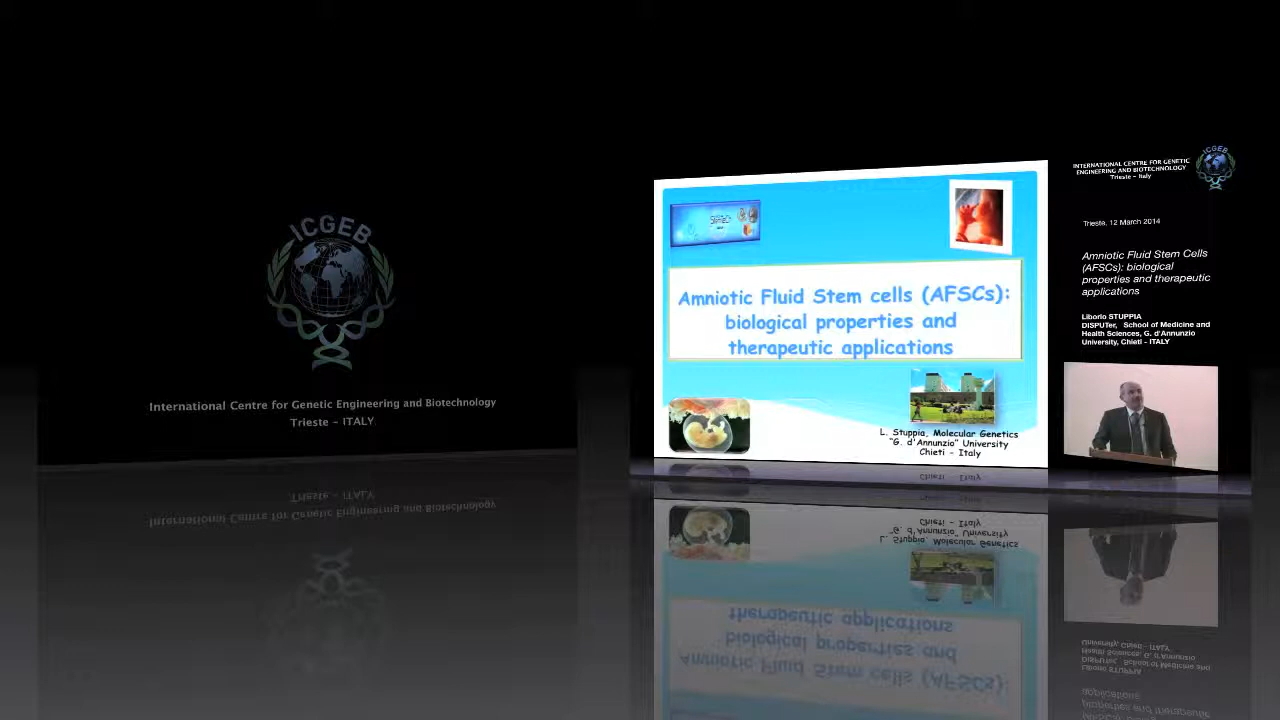 ICGEB
International Centre for Genetic Engineering and Biotechnology
Trieste - ITALY
Amniotic Fluid Stem cells (AFSCs):
biological properties and
therapeutic applications
L. Stuppia, Molecular Genetics
"G. d'Annunzio" University
Chieti - Italy
INTERNATIONAL CENTRE FOR GENETIC
ENGINEERING AND BIOTECHNOLOGY
Trieste - Italy
ICGEB
Trieste, 12 March 2014
Amniotic Fluid Stem Cells
(AFSCs): biological
properties and therapeutic
applications
Liborio STUPPIA
DISPUTer, School of Medicine and
Health Sciences, G. d'Annunzio
University, Chieti - ITALY